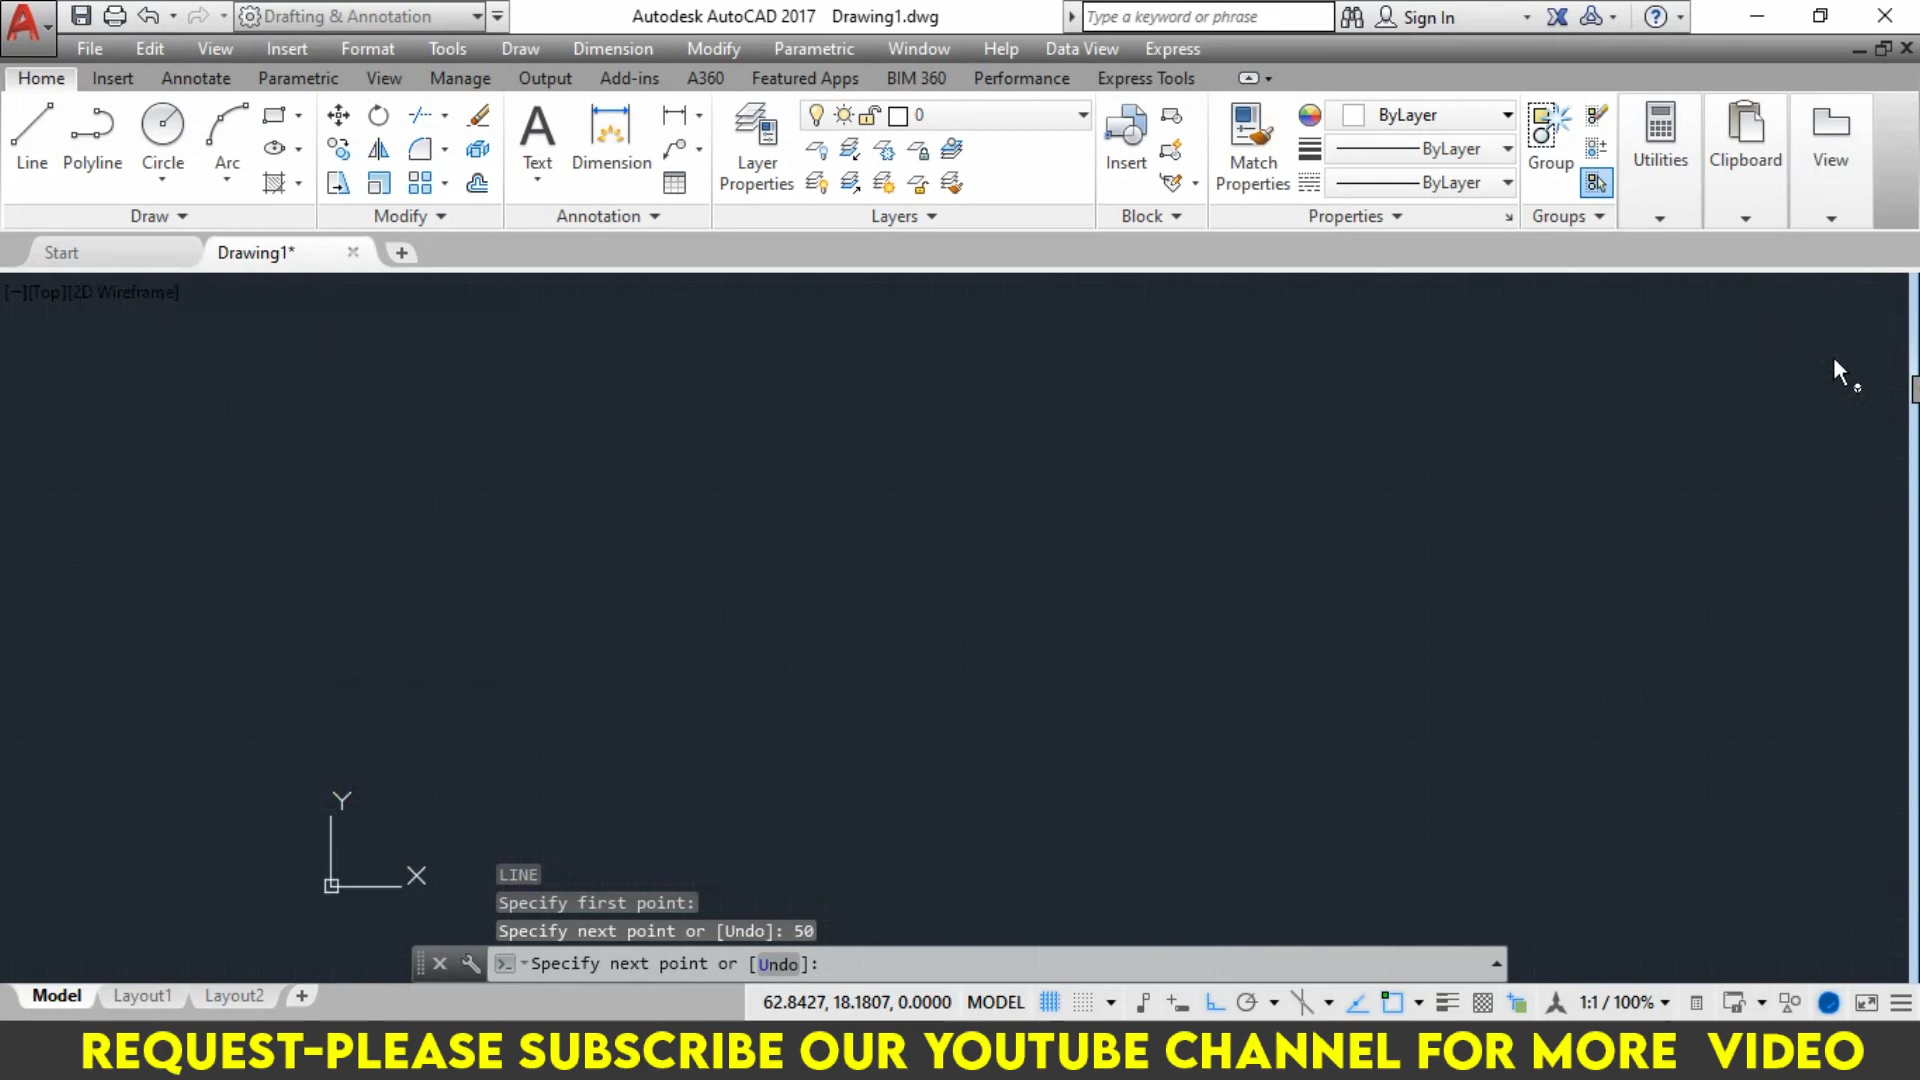 Drafting & Annotation
Autodesk AutoCAD 2017 Drawing1.dwg
Type a keyword or phrase
Sign In
File Edit View Insert Format Tools Draw Dimension Modify Parametric Window Help Data View Express
Home Insert Annotate Parametric View Manage Output Add-ins A360 Featured Apps BIM 360 Performance Express Tools
0
ByLayer
Line Polyline Circle Arc
Text Dimension
Layer Properties
Insert
Match Properties
ByLayer
ByLayer
Group
Utilities Clipboard View
Draw Modify Annotation Layers Block Properties Groups
Start Drawing1*
[−][Top][2D Wireframe]
Y
X
LINE
Specify first point:
Specify next point or [Undo]: 50
Specify next point or [Undo]:
Model Layout1 Layout2
62.8427, 18.1807, 0.0000 MODEL 1:1 / 100%
REQUEST-PLEASE SUBSCRIBE OUR YOUTUBE CHANNEL FOR MORE VIDEO